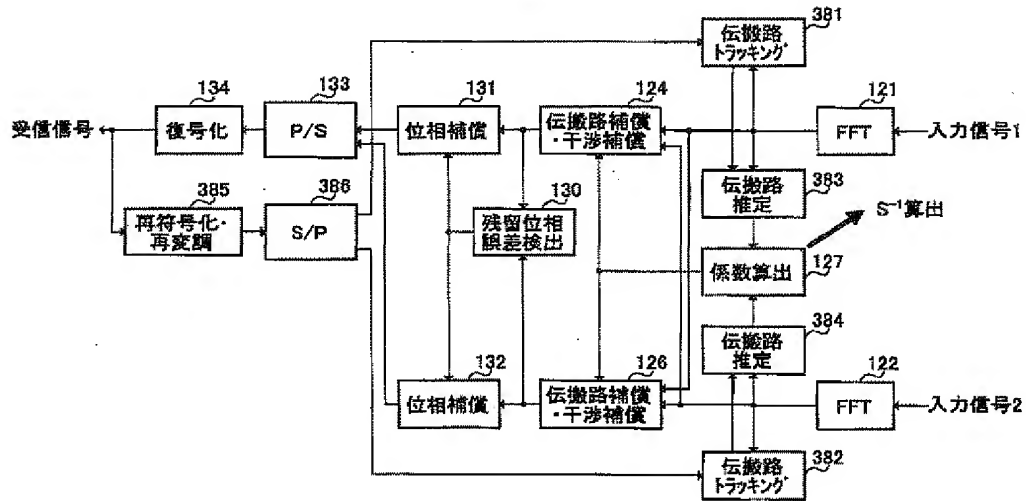 381
伝搬路
トラッキング
134
133
131
124
121
受信信号
復号化
P/S
位相補償
伝搬路補償
・干渉補償
FFT
入力信号1
385
386
130
383
再符号化・
再変調
S/P
残留位相
誤差検出
伝搬路
推定
S⁻¹算出
係数算出
127
384
伝搬路
推定
132
126
122
位相補償
伝搬路補償
・干渉補償
FFT
入力信号2
382
伝搬路
トラッキング